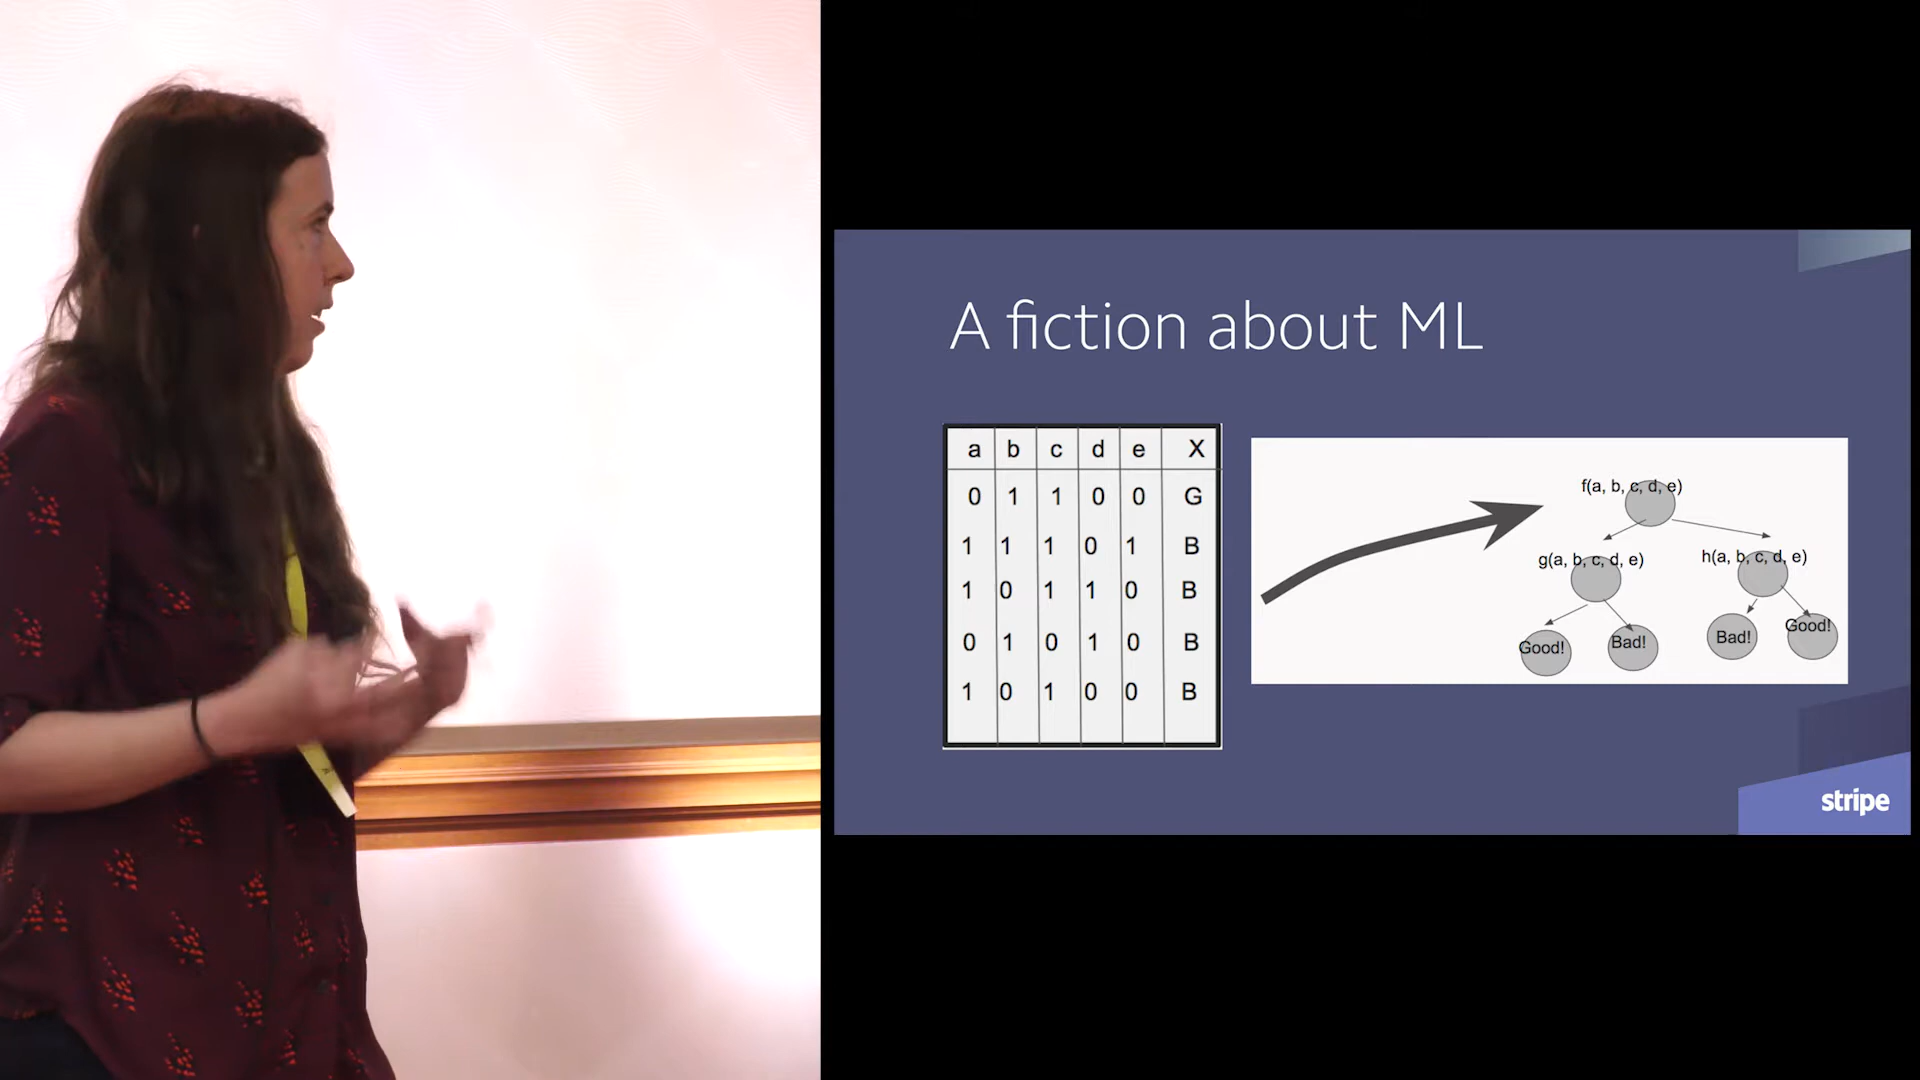 A fiction about ML
a b c d e X
0 1 1 0 0 G
1 1 1 0 1 B
1 0 1 1 0 B
0 1 0 1 0 B
1 0 1 0 0 B
f(a, b, c, d, e)
g(a, b, c, d, e)
h(a, b, c, d, e)
Good!
Bad!
Bad!
Good!
stripe